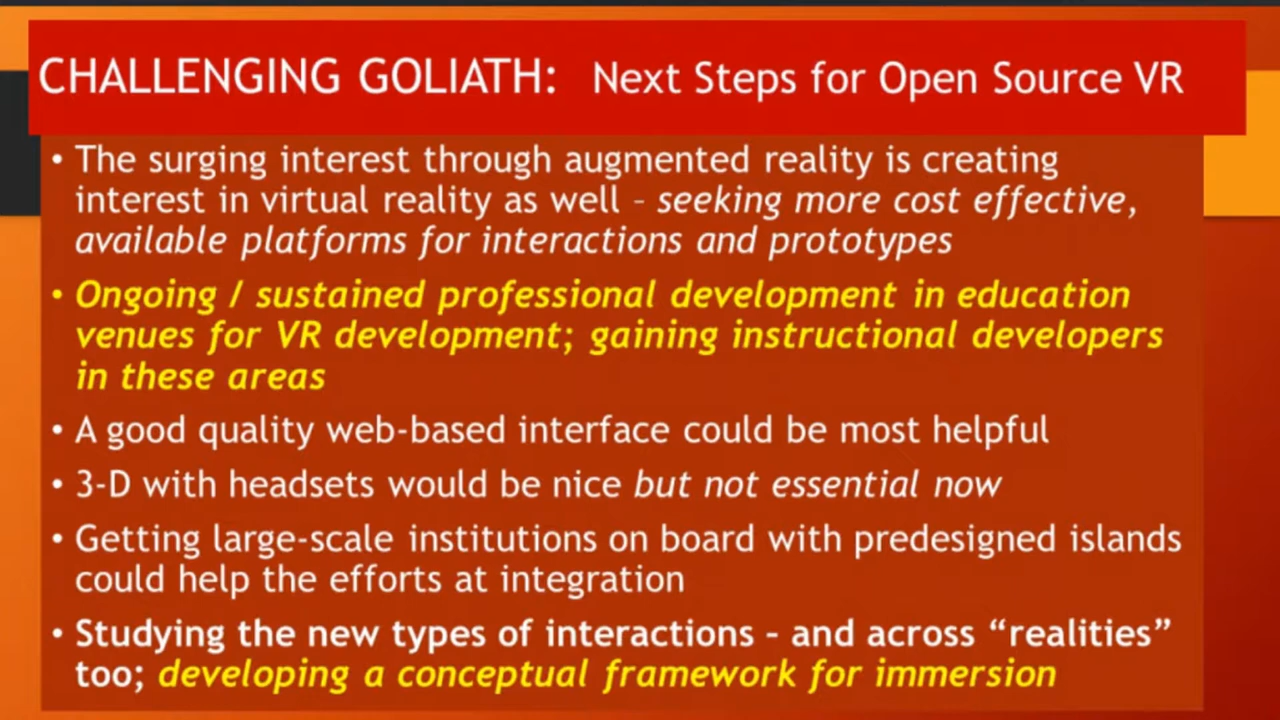 CHALLENGING GOLIATH: Next Steps for Open Source VR
• The surging interest through augmented reality is creating
interest in virtual reality as well – seeking more cost effective,
available platforms for interactions and prototypes
• Ongoing / sustained professional development in education
venues for VR development; gaining instructional developers
in these areas
• A good quality web-based interface could be most helpful
• 3-D with headsets would be nice but not essential now
• Getting large-scale institutions on board with predesigned islands
could help the efforts at integration
• Studying the new types of interactions – and across “realities”
too; developing a conceptual framework for immersion